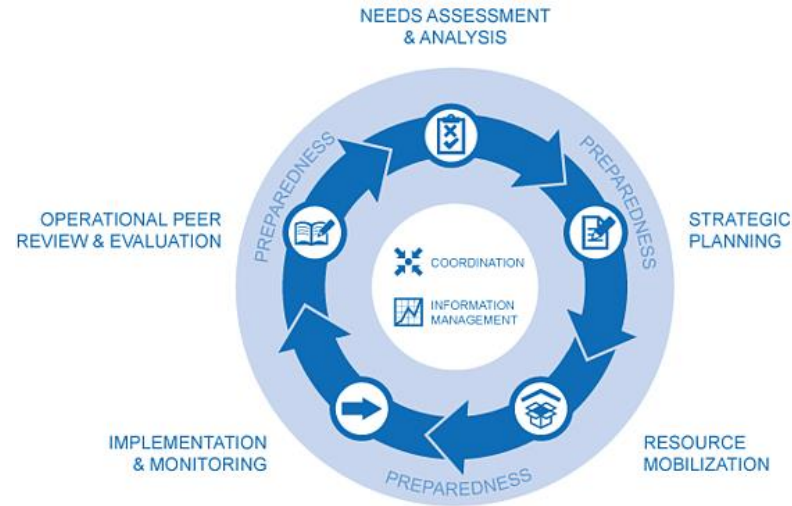 NEEDS ASSESSMENT
& ANALYSIS
PREPAREDNESS
PREPAREDNESS
OPERATIONAL PEER
REVIEW & EVALUATION
STRATEGIC
PLANNING
COORDINATION
INFORMATION
MANAGEMENT
IMPLEMENTATION
& MONITORING
RESOURCE
MOBILIZATION
PREPAREDNESS